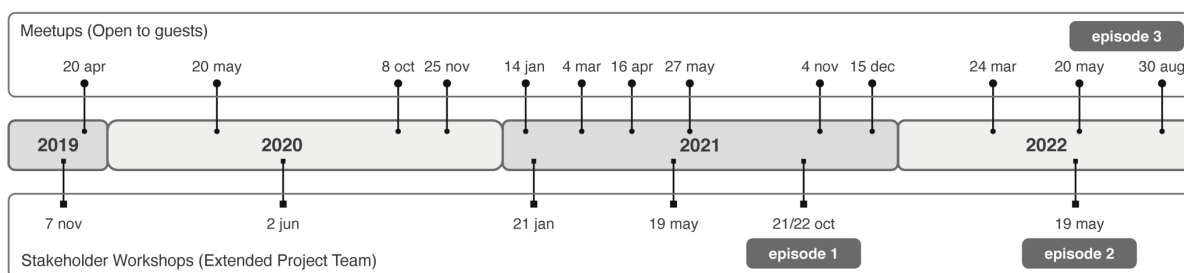 Meetups (Open to guests)
episode 3
20 apr 20 may 8 oct 25 nov 14 jan 4 mar 16 apr 27 may 4 nov 15 dec 24 mar 20 may 30 aug
2019 2020 2021 2022
7 nov 2 jun 21 jan 19 may 21/22 oct 19 may
episode 1 episode 2
Stakeholder Workshops (Extended Project Team)